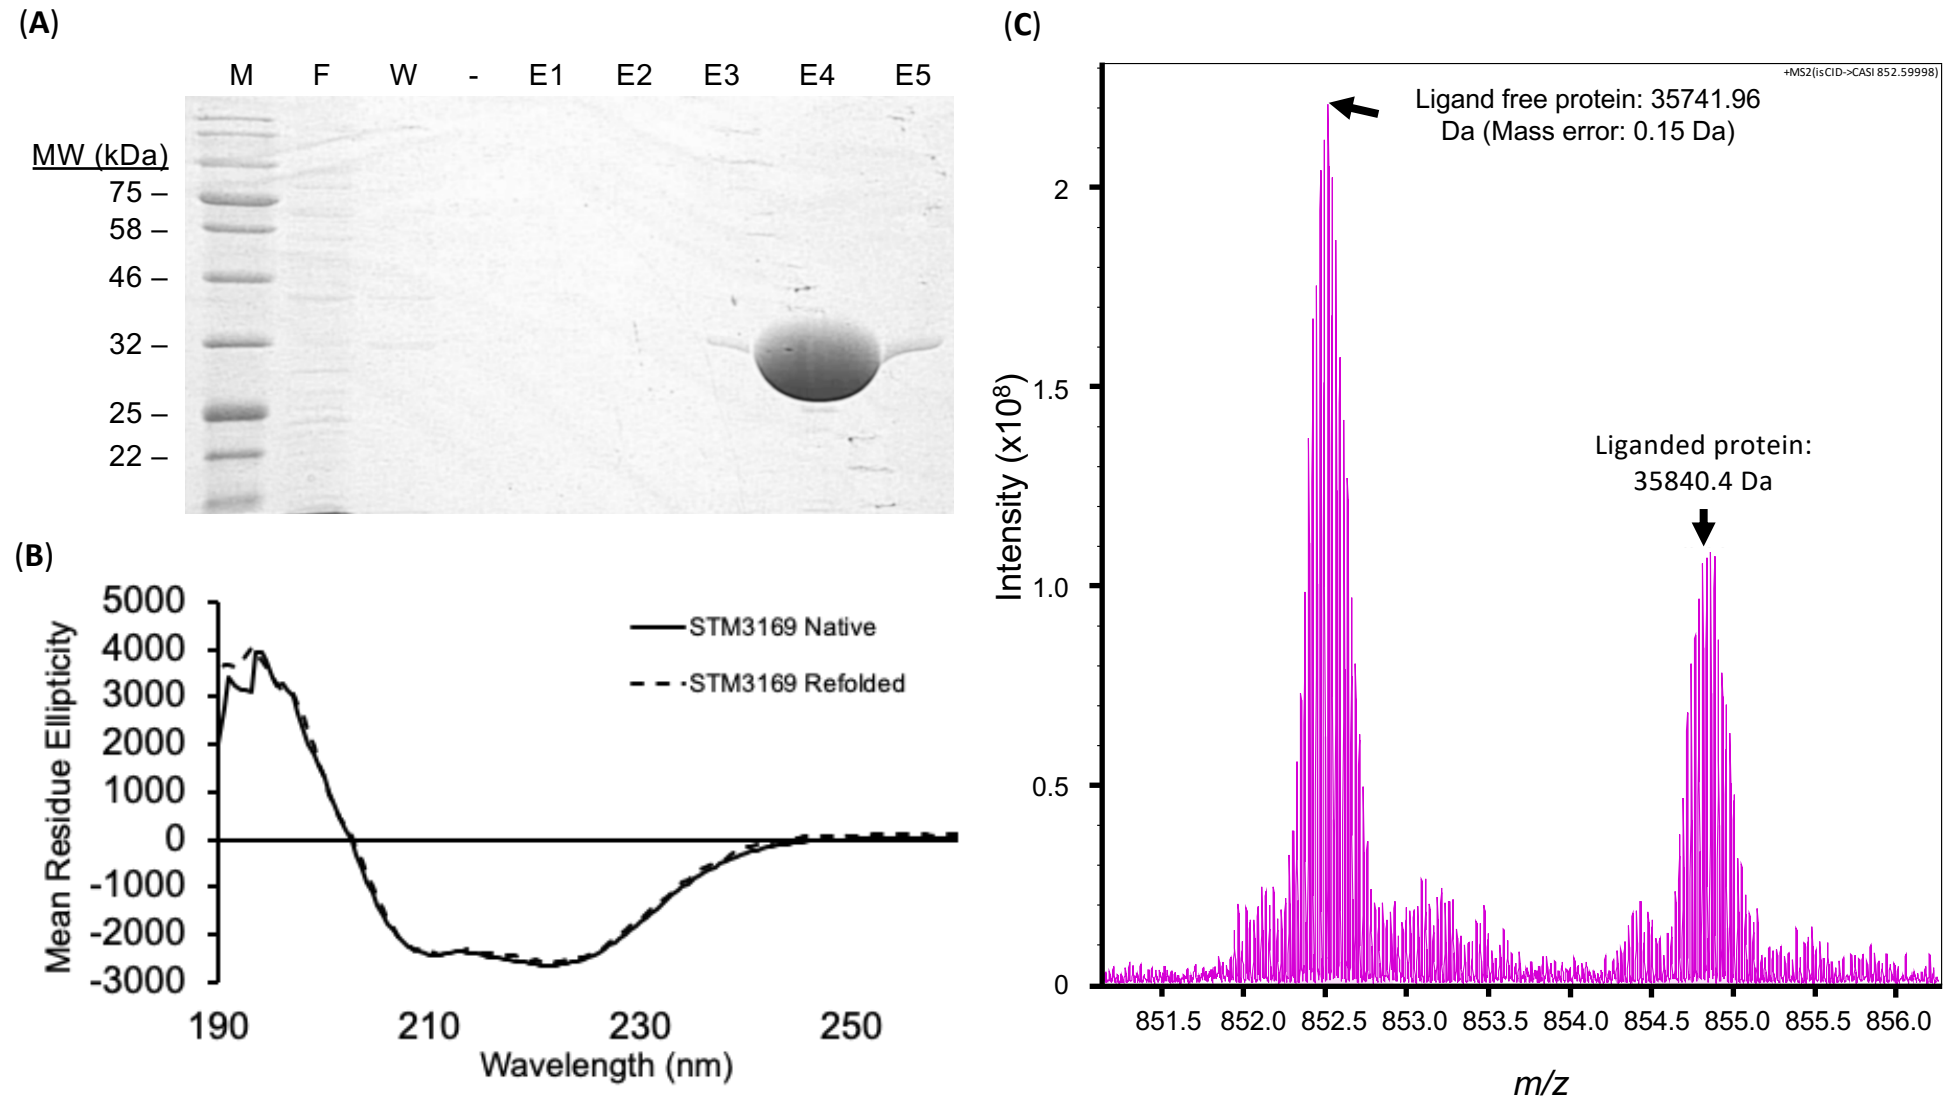 (A)
M F W - E1 E2 E3 E4 E5
MW (kDa)
75 –
58 –
46 –
32 –
25 –
22 –
(B)
5000
4000
3000
2000
1000
0
-1000
-2000
-3000
Mean Residue Ellipticity
STM3169 Native
STM3169 Refolded
190 210 230 250
Wavelength (nm)
(C)
+MS2(isCID->CASI 852.59998)
Ligand free protein: 35741.96
Da (Mass error: 0.15 Da)
Liganded protein:
35840.4 Da
Intensity (x10⁸)
2
1.5
1.0
0.5
0
851.5 852.0 852.5 853.0 853.5 854.0 854.5 855.0 855.5 856.0
m/z